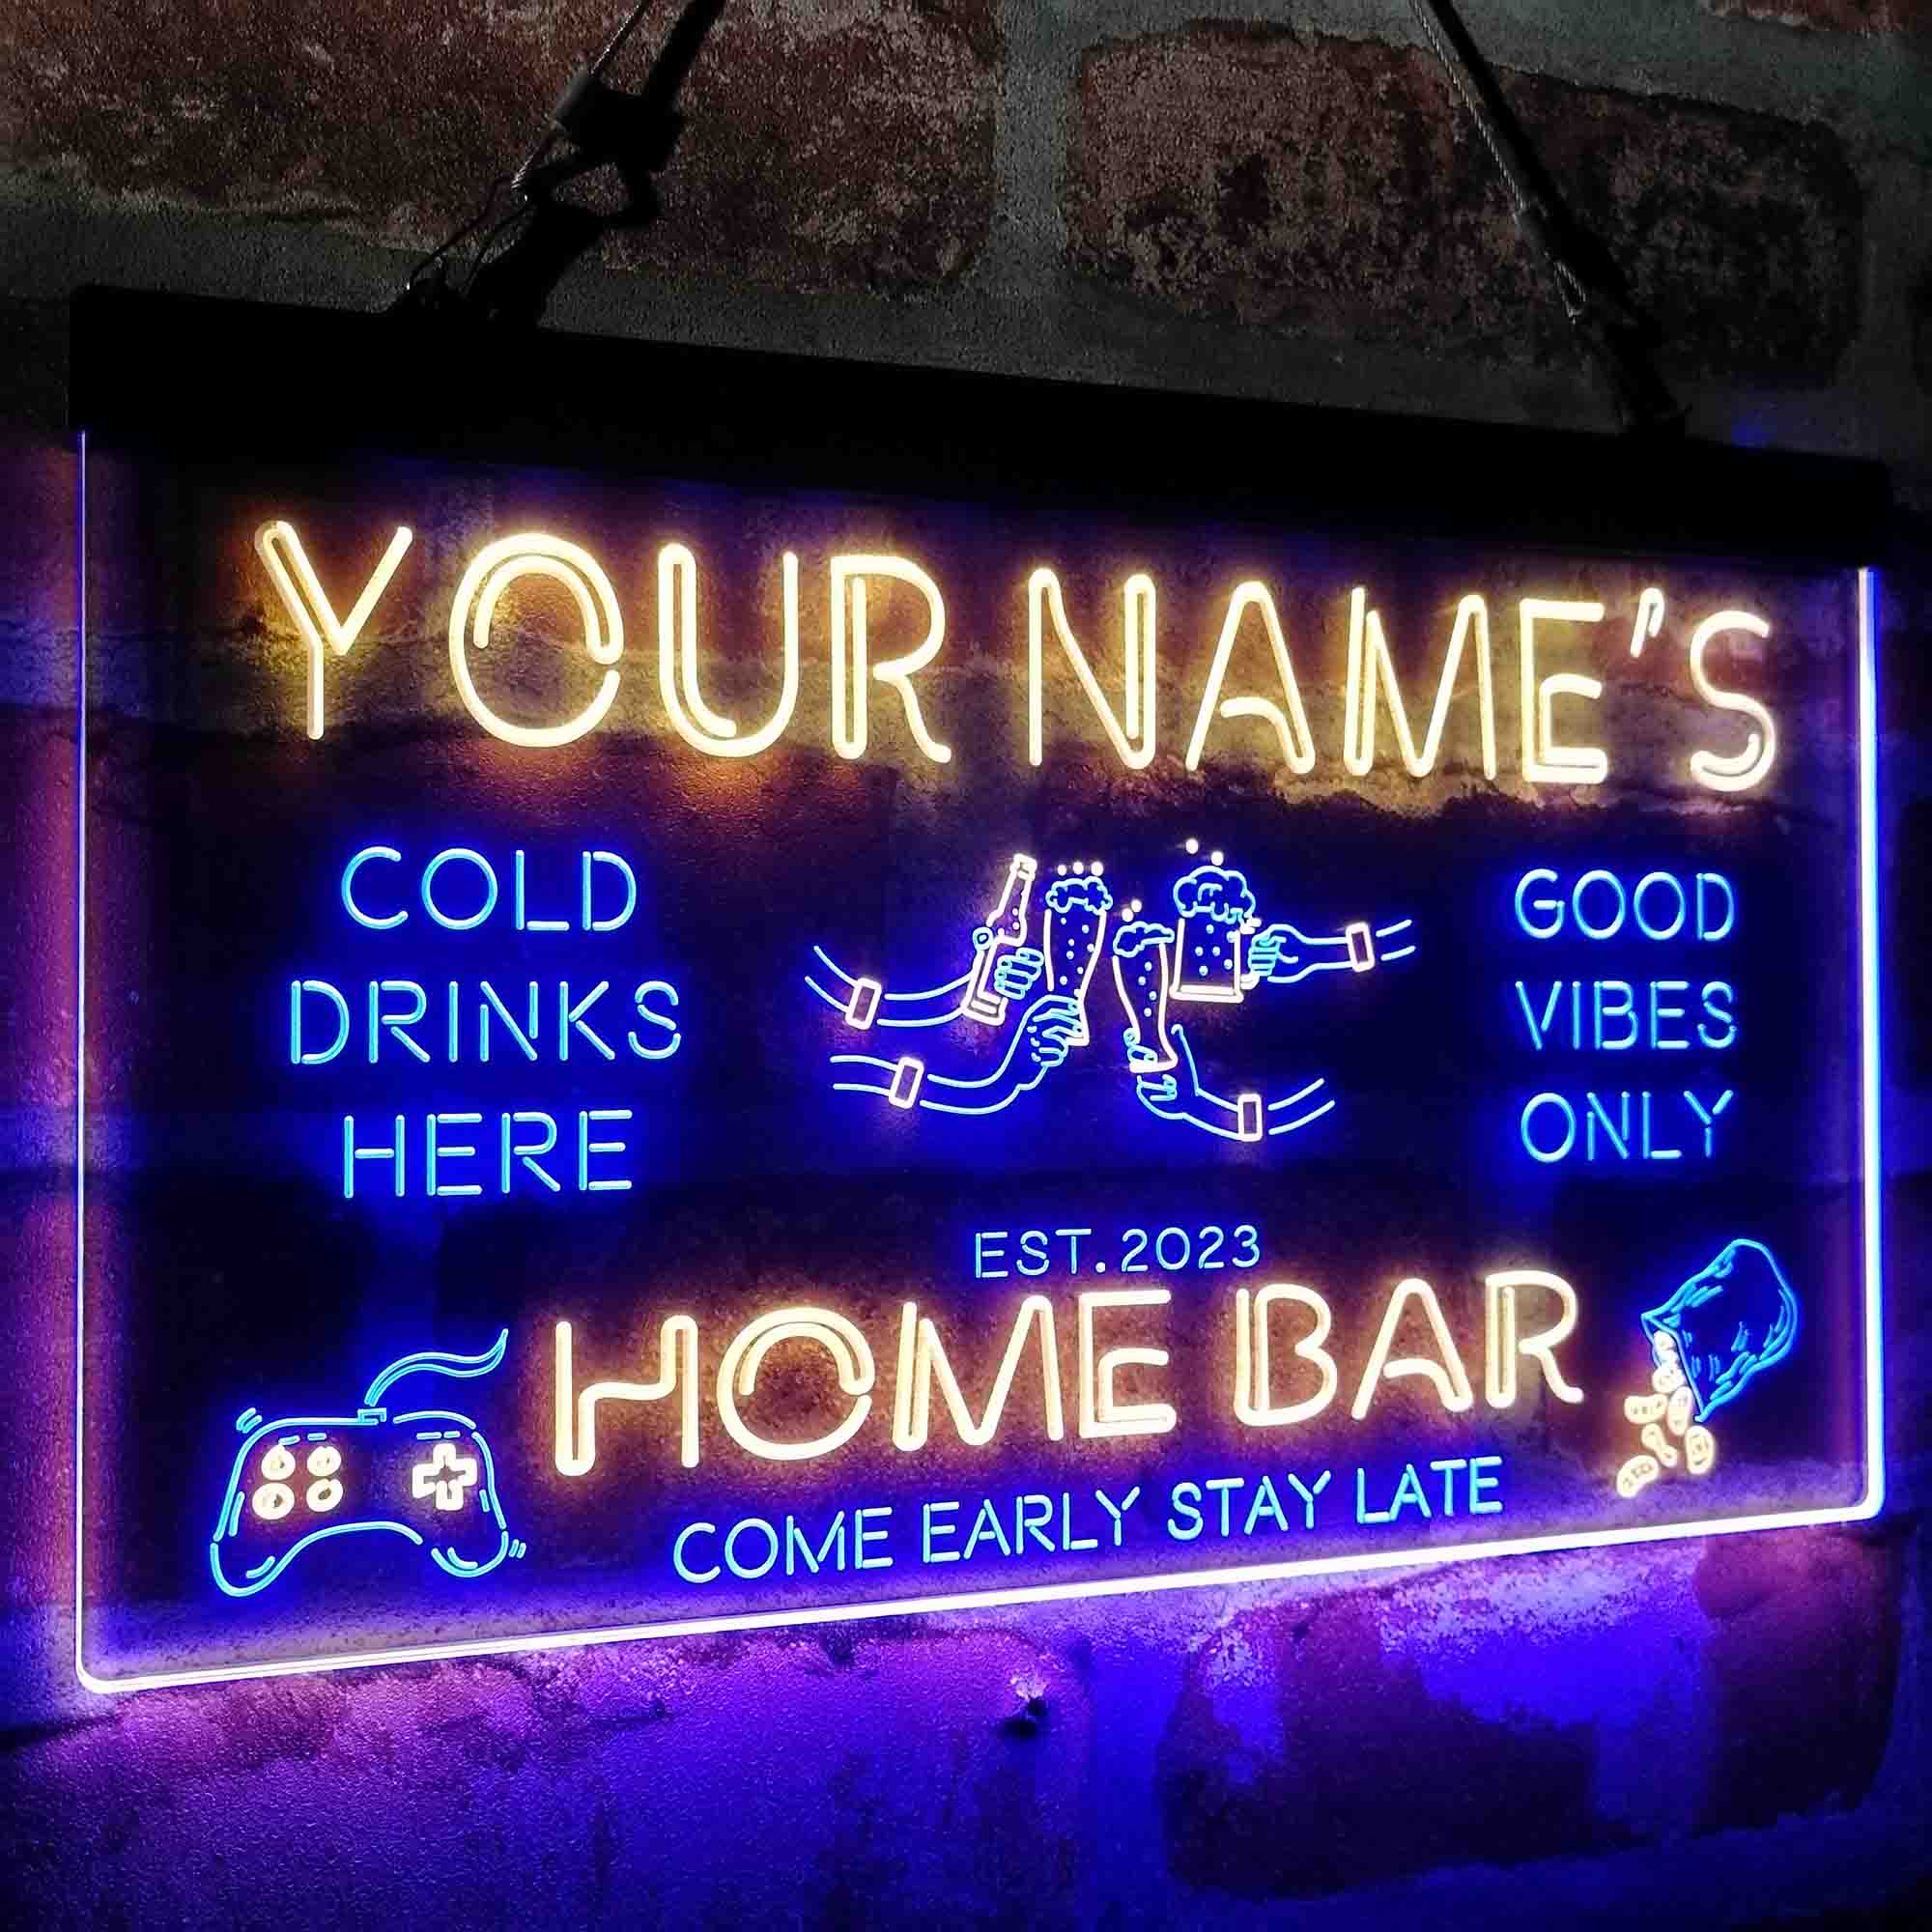 YOUR NAME'S
COLD
DRINKS
HERE
GOOD
VIBES
ONLY
EST.2023
HOME BAR
COME EARLY STAY LATE